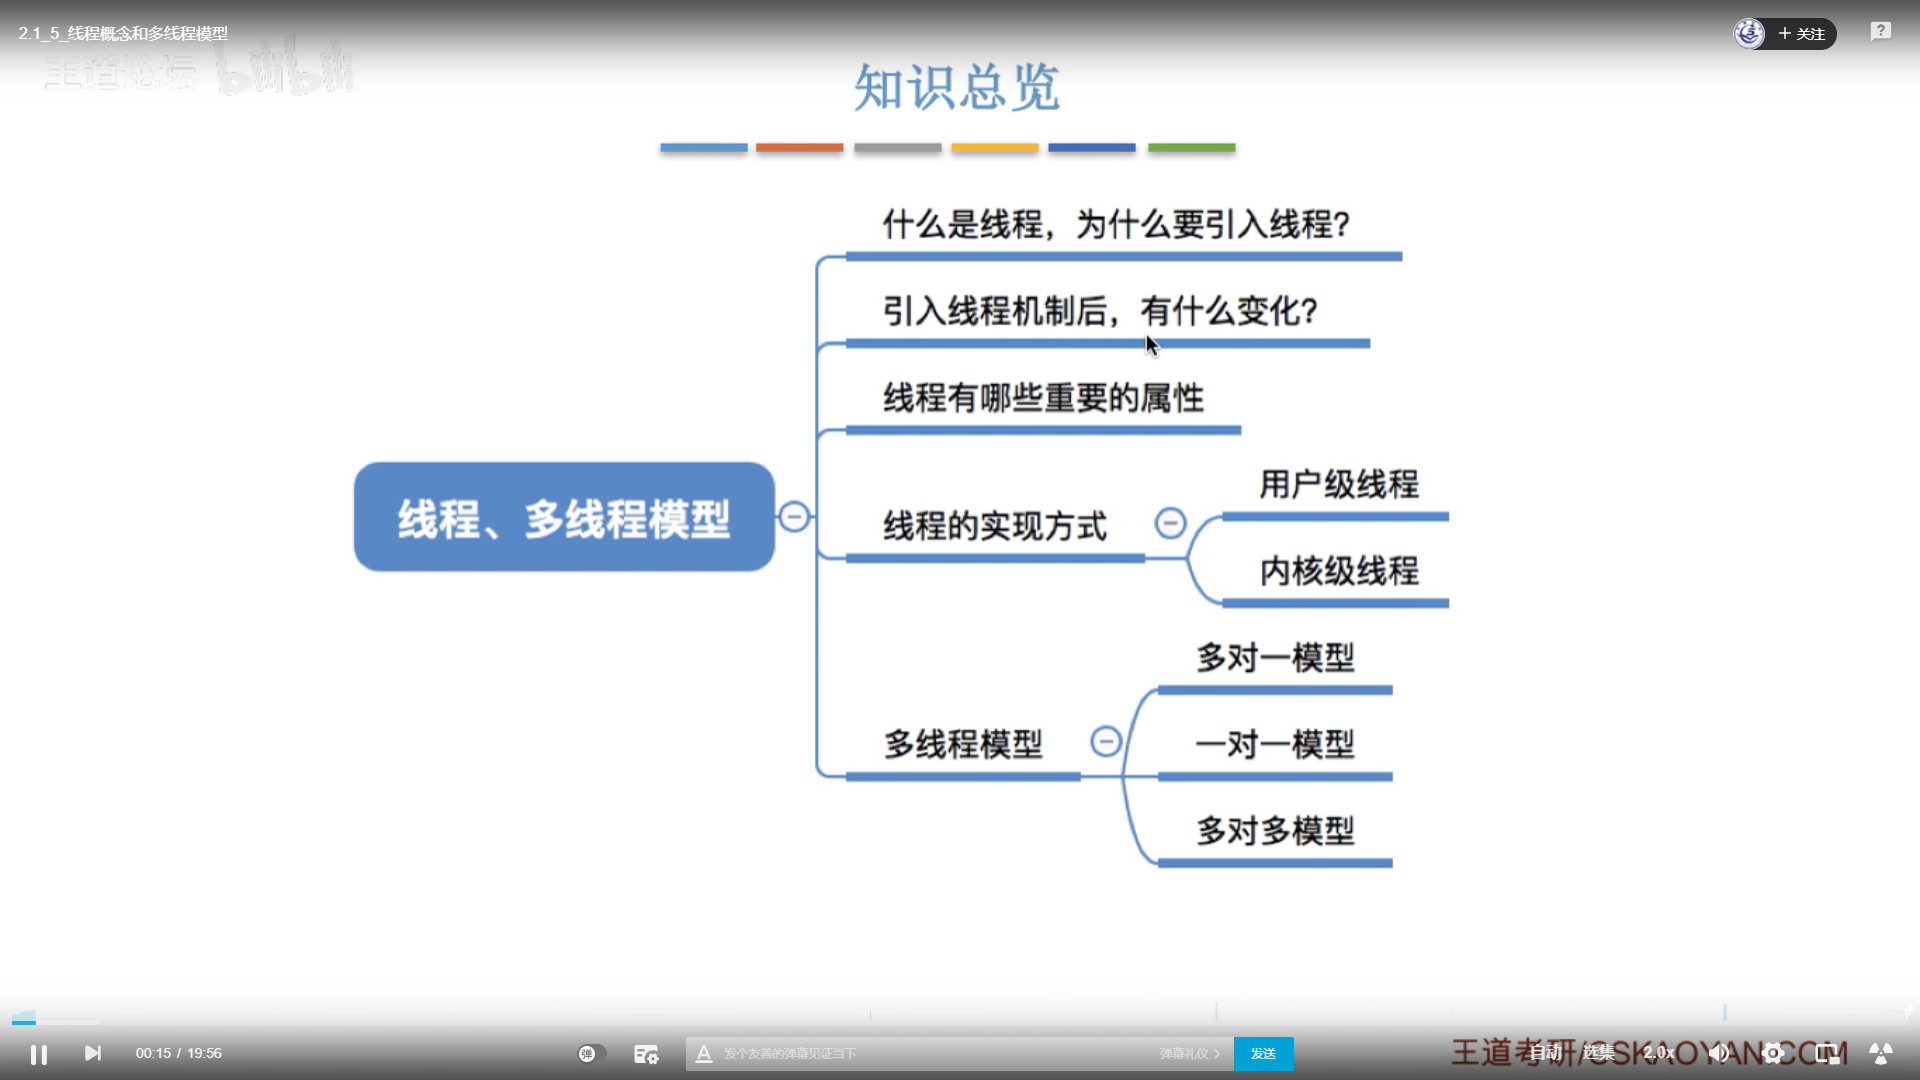 2.1_5_线程概念和多线程模型
+ 关注
王道论坛 bilibili
知识总览
什么是线程，为什么要引入线程？
引入线程机制后，有什么变化？
线程有哪些重要的属性
线程、多线程模型
线程的实现方式
用户级线程
内核级线程
多线程模型
多对一模型
一对一模型
多对多模型
00:15 / 19:56
弹
发个友善的弹幕见证当下
弹幕礼仪 >
发送
王道考研/CSKAOYAN.COM
自动
选集
2.0x